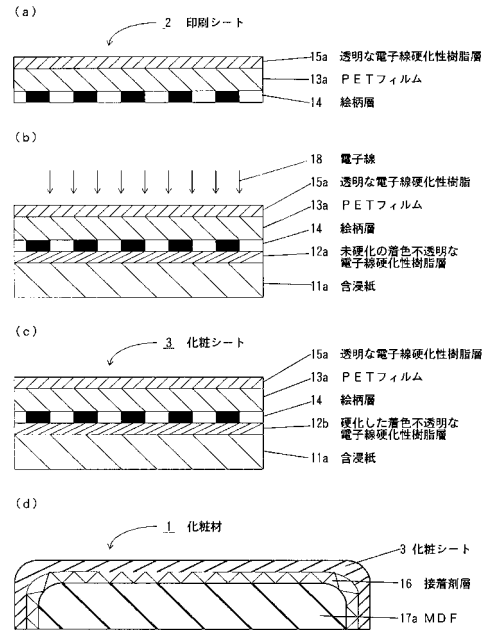 (a)
2 印刷シート
15a 透明な電子線硬化性樹脂層
13a PETフィルム
14 絵柄層
(b)
18 電子線
15a 透明な電子線硬化性樹脂
13a PETフィルム
14 絵柄層
12a 未硬化の着色不透明な
電子線硬化性樹脂層
11a 含浸紙
(c)
3 化粧シート
15a 透明な電子線硬化性樹脂層
13a PETフィルム
14 絵柄層
12b 硬化した着色不透明な
電子線硬化性樹脂層
11a 含浸紙
(d)
1 化粧材
3 化粧シート
16 接着剤層
17a MDF